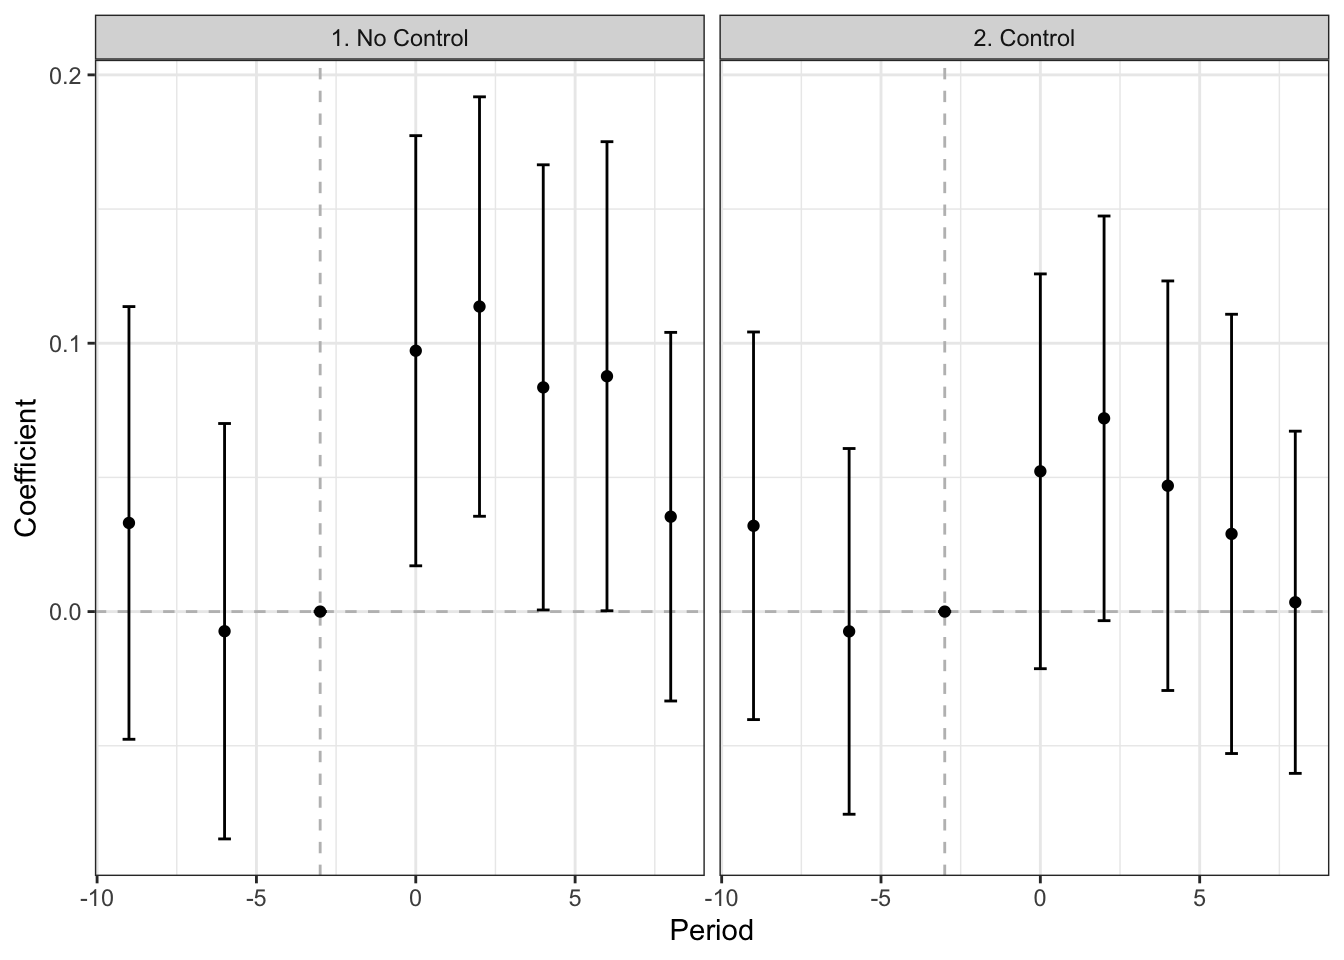 1. No Control
2. Control
0.2
0.1
0.0
Coefficient
-10 -5 0 5
-10 -5 0 5
Period